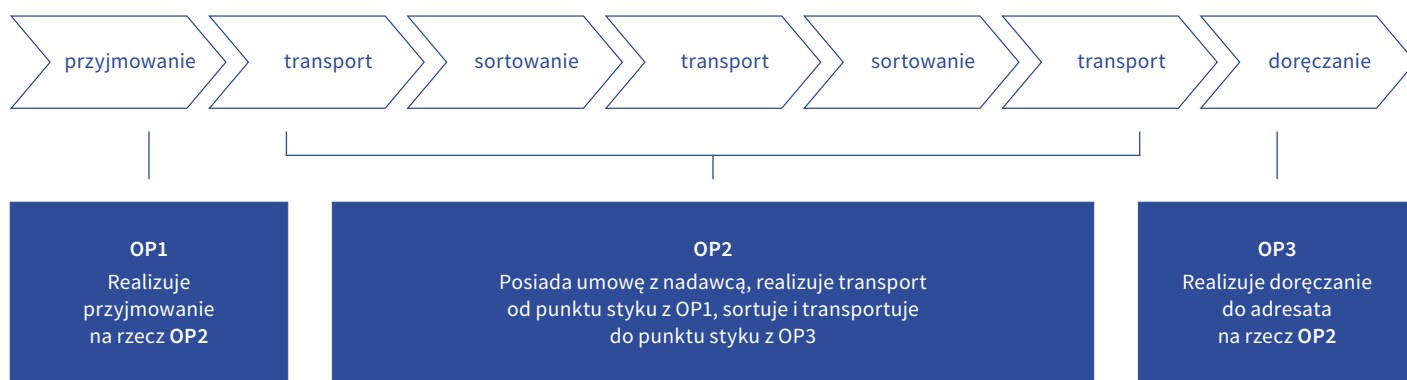 przyjmowanie transport sortowanie transport sortowanie transport doręczanie
OP1
Realizuje
przyjmowanie
na rzecz OP2
OP2
Posiada umowę z nadawcą, realizuje transport
od punktu styku z OP1, sortuje i transportuje
do punktu styku z OP3
OP3
Realizuje doręczanie
do adresata
na rzecz OP2